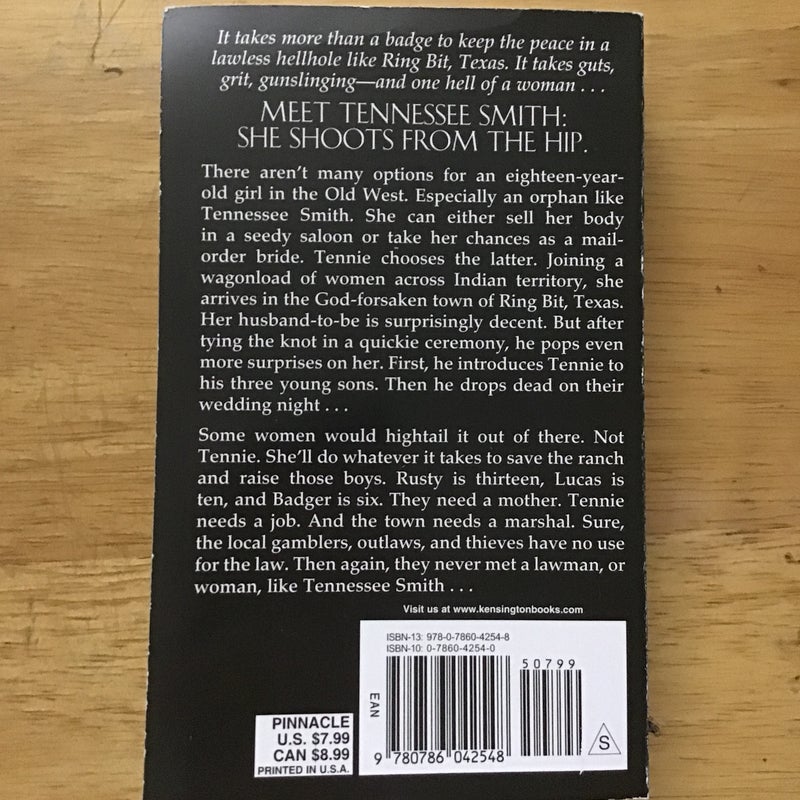 It takes more than a badge to keep the peace in a
lawless hellhole like Ring Bit, Texas. It takes guts,
grit, gunslinging—and one hell of a woman . . .
MEET TENNESSEE SMITH:
SHE SHOOTS FROM THE HIP.
There aren't many options for an eighteen-year-
old girl in the Old West. Especially an orphan like
Tennessee Smith. She can either sell her body
in a seedy saloon or take her chances as a mail-
order bride. Tennie chooses the latter. Joining a
wagonload of women across Indian territory, she
arrives in the God-forsaken town of Ring Bit, Texas.
Her husband-to-be is surprisingly decent. But after
tying the knot in a quickie ceremony, he pops even
more surprises on her. First, he introduces Tennie to
his three young sons. Then he drops dead on their
wedding night . . .
Some women would hightail it out of there. Not
Tennie. She'll do whatever it takes to save the ranch
and raise those boys. Rusty is thirteen, Lucas is
ten, and Badger is six. They need a mother. Tennie
needs a job. And the town needs a marshal. Sure,
the local gamblers, outlaws, and thieves have no use
for the law. Then again, they never met a lawman, or
woman, like Tennessee Smith . . .
Visit us at www.kensingtonbooks.com
ISBN-13: 978-0-7860-4254-8
ISBN-10: 0-7860-4254-0
50799
EAN
9 780786 042548
S
PINNACLE
U.S. $7.99
CAN $8.99
PRINTED IN U.S.A.